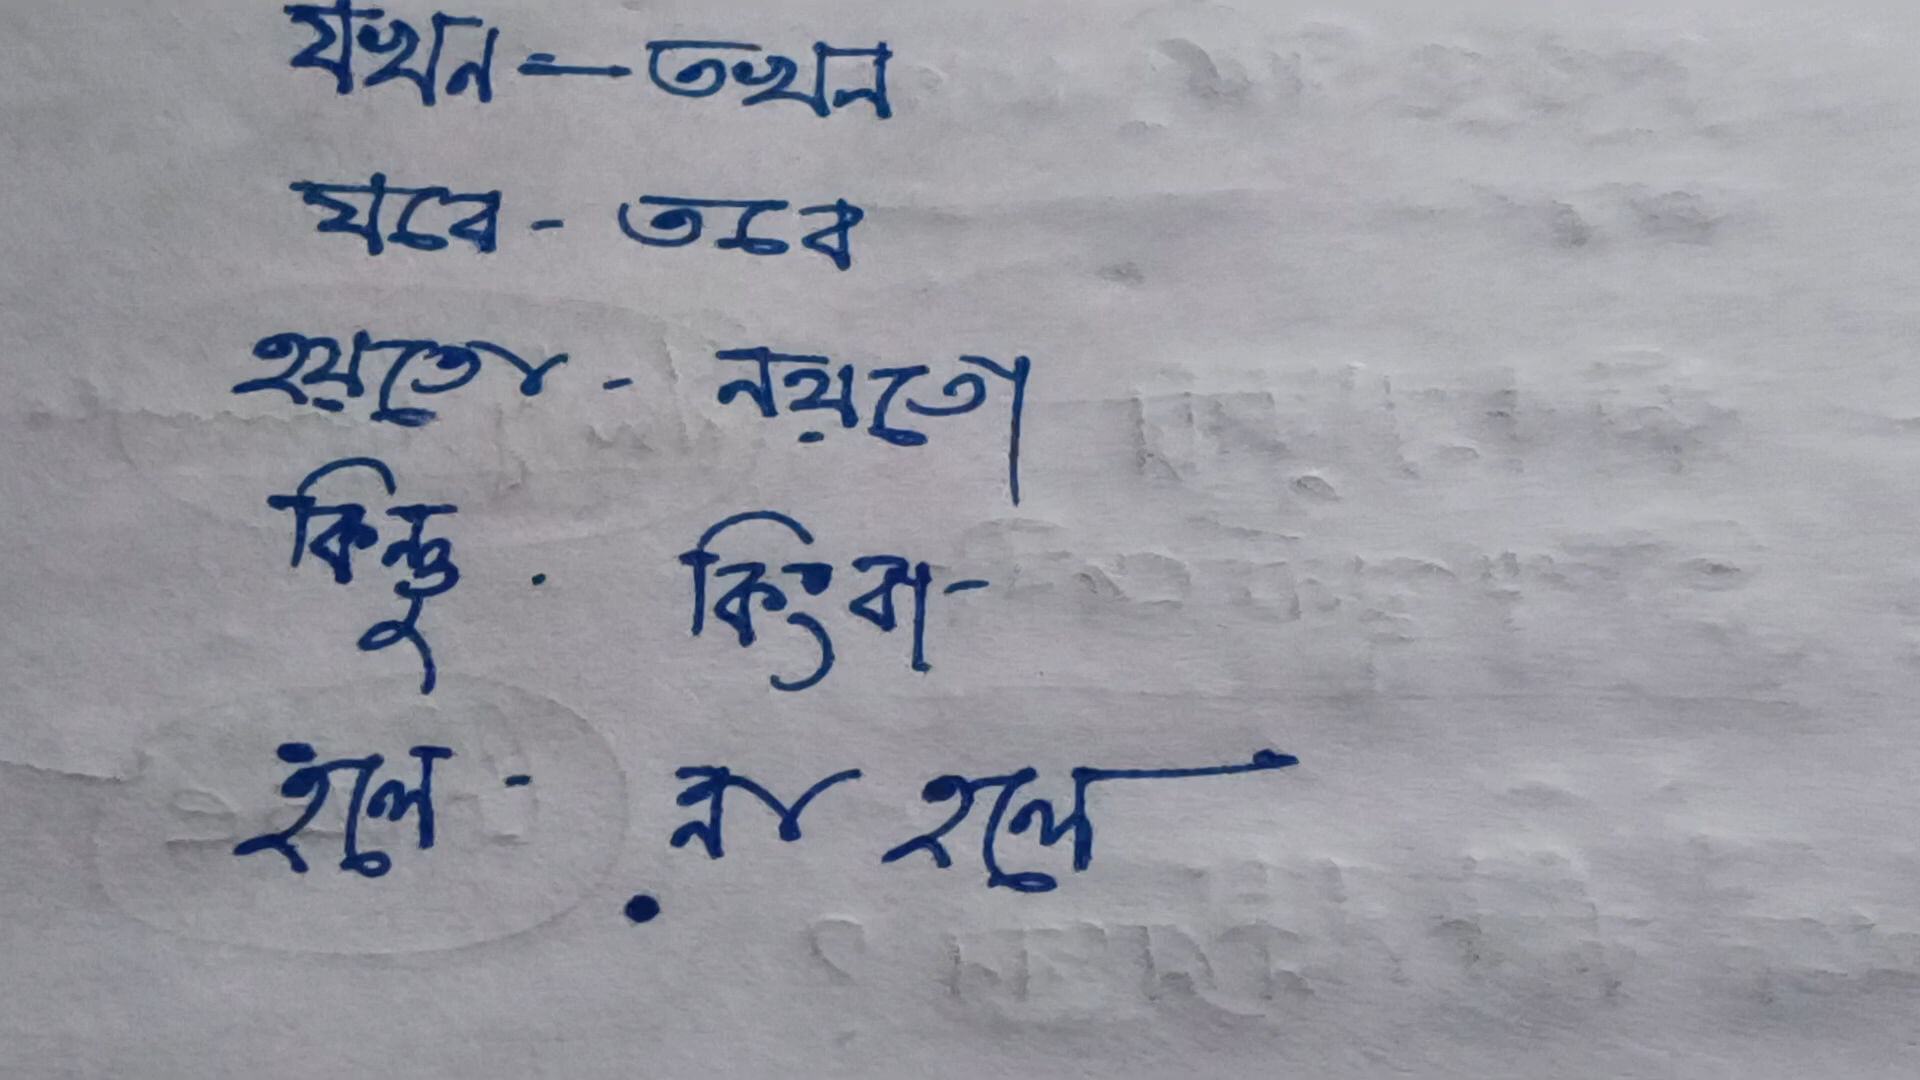 যখন — তখন
যবে - তবে
হয়তো - নয়তো
কিন্তু . কিংবা -
হলে - না হলে